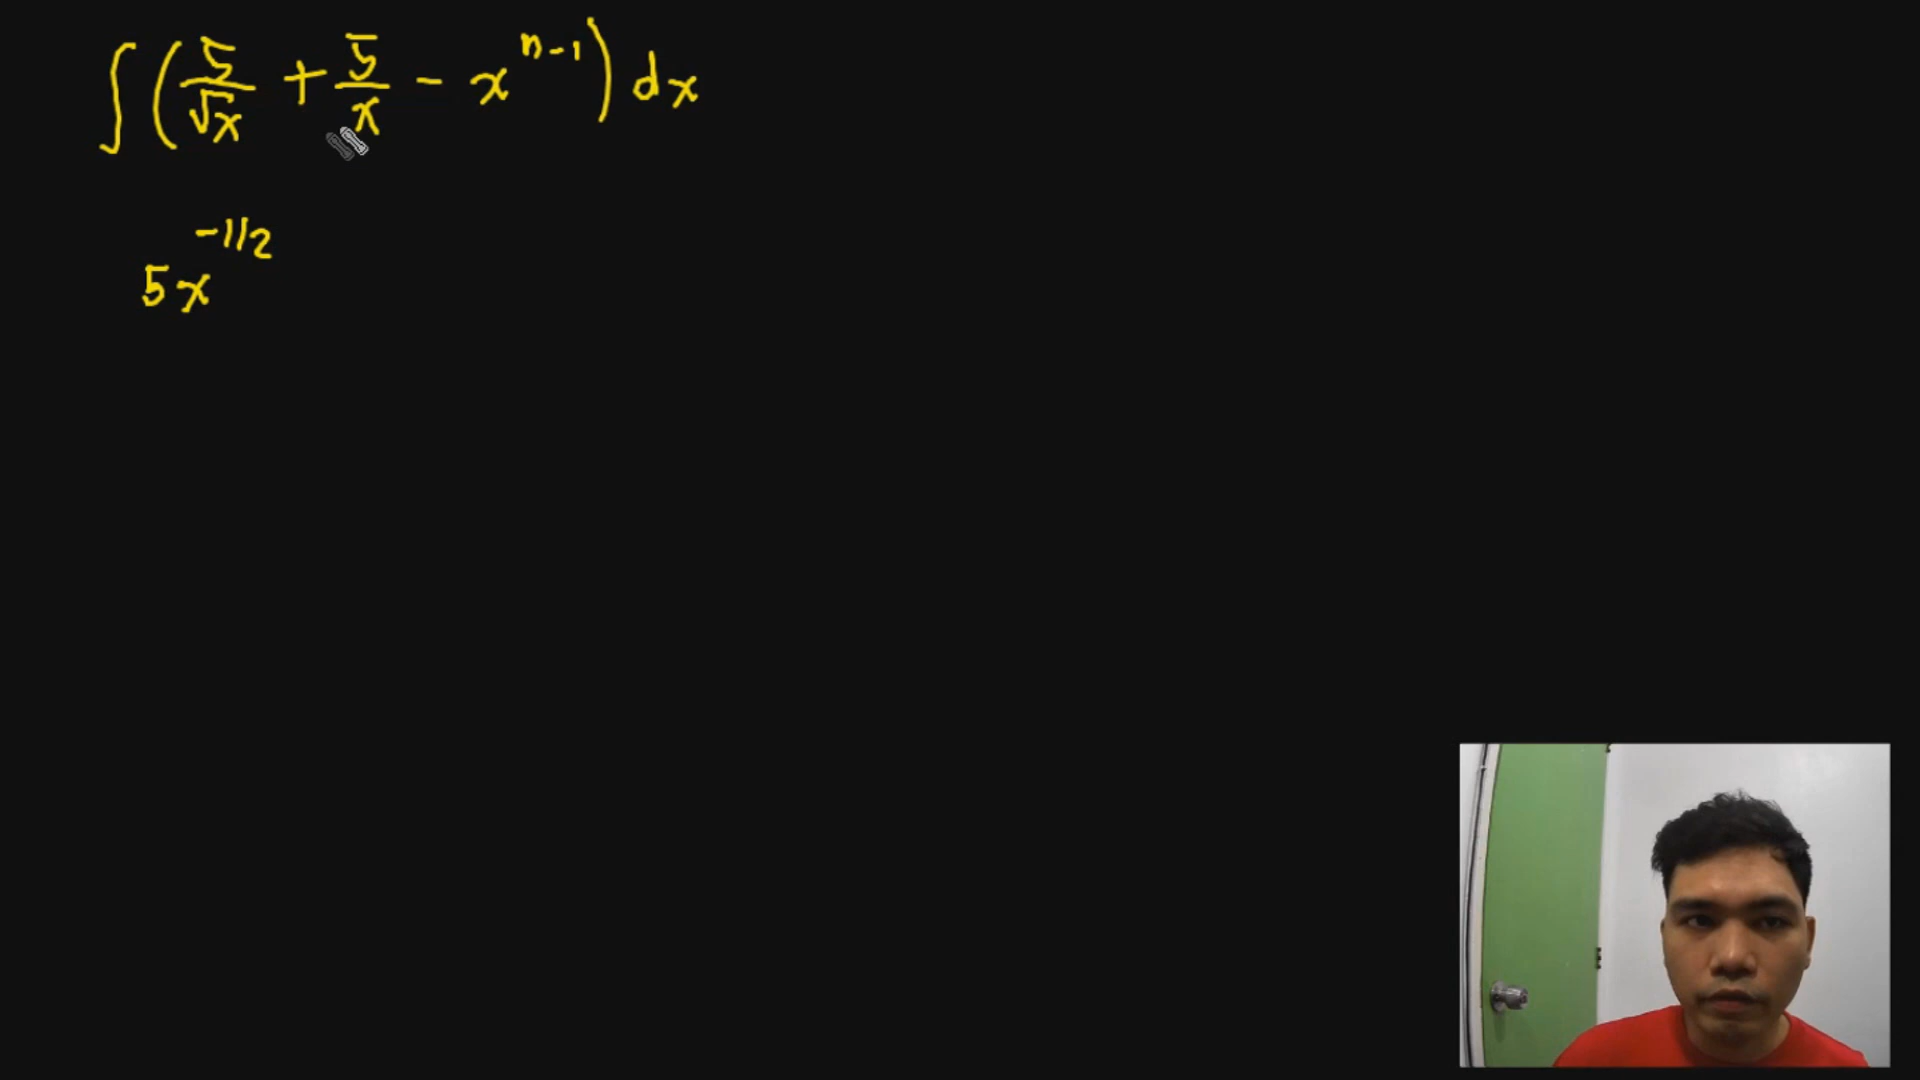 ∫ (5/√x + 5/x - x^(n-1)) dx
5x^(-1/2)